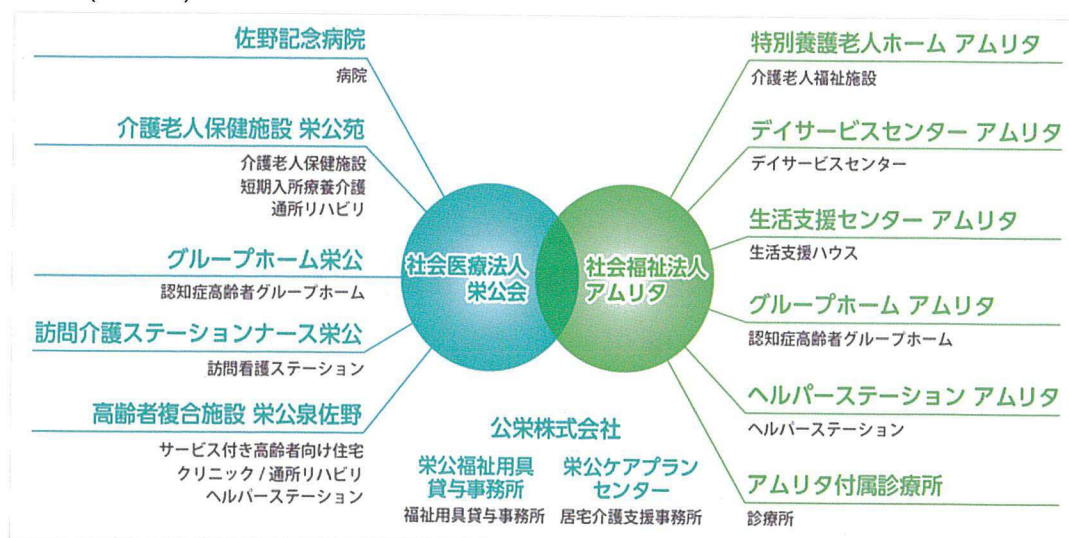 佐野記念病院
病院
介護老人保健施設 栄公苑
介護老人保健施設
短期入所療養介護
通所リハビリ
グループホーム栄公
認知症高齢者グループホーム
訪問介護ステーションナース栄公
訪問看護ステーション
高齢者複合施設 栄公泉佐野
サービス付き高齢者向け住宅
クリニック / 通所リハビリ
ヘルパーステーション
社会医療法人
栄公会
社会福祉法人
アムリタ
公栄株式会社
栄公福祉用具
貸与事務所
福祉用具貸与事務所
栄公ケアプラン
センター
居宅介護支援事務所
特別養護老人ホーム アムリタ
介護老人福祉施設
デイサービスセンター アムリタ
デイサービスセンター
生活支援センター アムリタ
生活支援ハウス
グループホーム アムリタ
認知症高齢者グループホーム
ヘルパーステーション アムリタ
ヘルパーステーション
アムリタ付属診療所
診療所